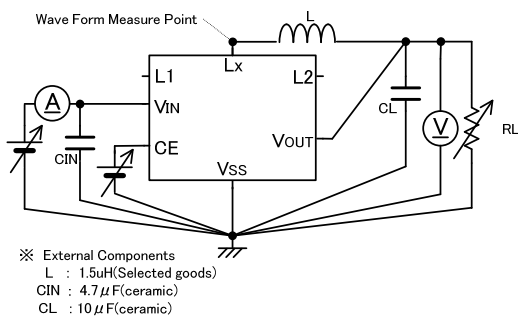 Wave Form Measure Point
L
Lx
L1
L2
A
VIN
CL
V
RL
CIN
CE
VOUT
VSS
※ External Components
L : 1.5uH(Selected goods)
CIN : 4.7μF(ceramic)
CL : 10μF(ceramic)